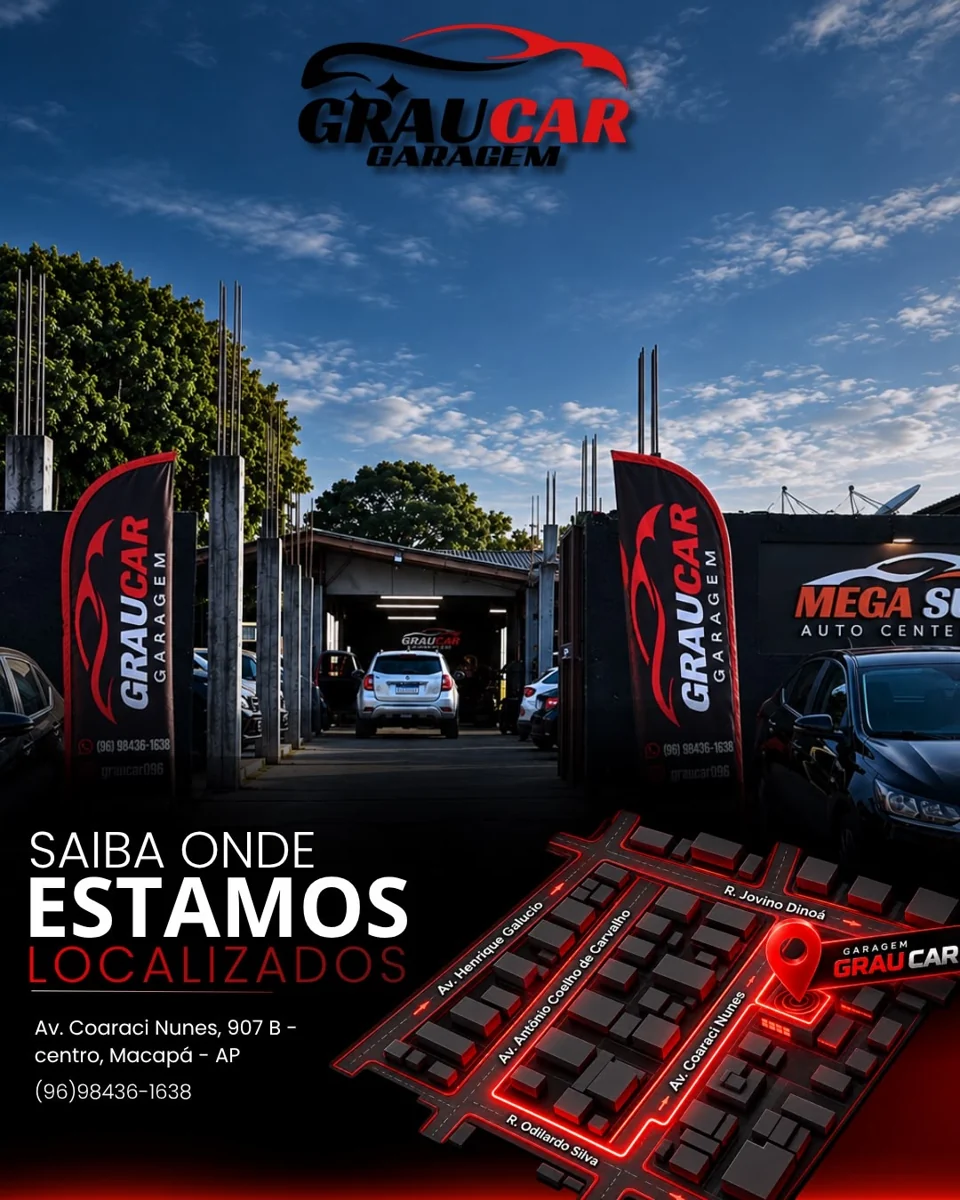 GRAUCAR
GARAGEM
GRAUCAR
GARAGEM
(96) 98436-1638
graucar096
GRAUCAR
GRAUCAR
GARAGEM
(96) 98436-1638
graucar096
MEGA SU
AUTO CENTE
SAIBA ONDE
ESTAMOS
LOCALIZADOS
Av. Coaraci Nunes, 907 B -
centro, Macapá - AP
(96)98436-1638
R. Jovino Dinoá
Av. Henrique Galucio
Av. Antônio Coelho de Carvalho
Av. Coaraci Nunes
R. Odilardo Silva
GARAGEM
GRAUCAR